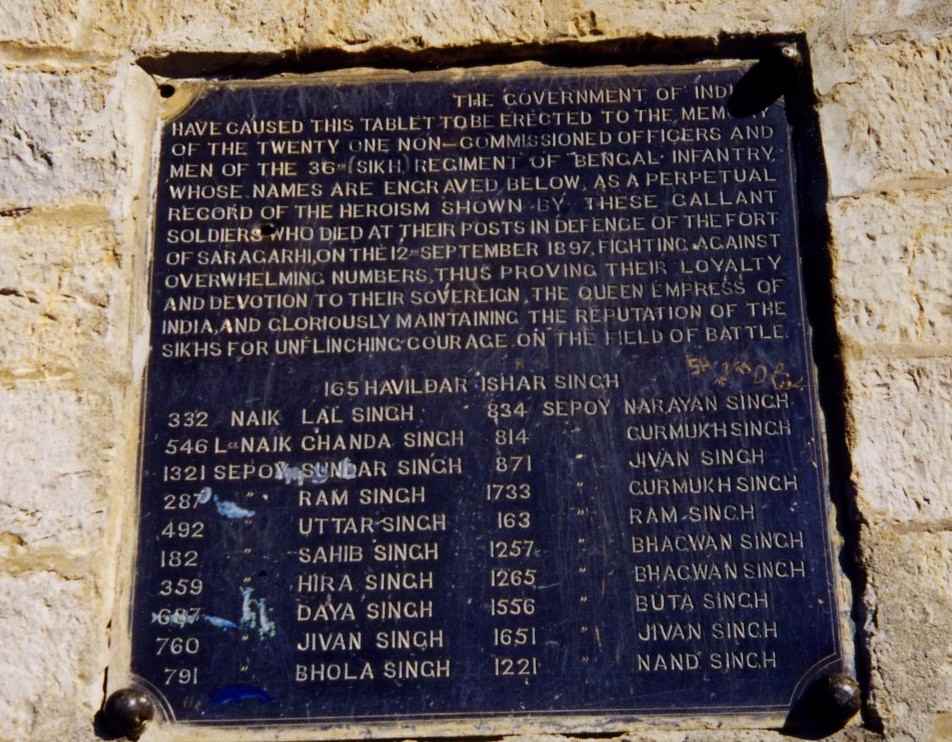 THE GOVERNMENT OF INDI
HAVE CAUSED THIS TABLET TO BE ERECTED TO THE MEMORY
OF THE TWENTY ONE NON-COMMISSIONED OFFICERS AND
MEN OF THE 36TH (SIKH) REGIMENT OF BENGAL INFANTRY,
WHOSE NAMES ARE ENGRAVED BELOW, AS A PERPETUAL
RECORD OF THE HEROISM SHOWN BY THESE GALLANT
SOLDIERS WHO DIED AT THEIR POSTS IN DEFENCE OF THE FORT
OF SARAGARHI, ON THE 12TH SEPTEMBER 1897, FIGHTING AGAINST
OVERWHELMING NUMBERS, THUS PROVING THEIR LOYALTY
AND DEVOTION TO THEIR SOVEREIGN, THE QUEEN EMPRESS OF
INDIA, AND GLORIOUSLY MAINTAINING THE REPUTATION OF THE
SIKHS FOR UNFLINCHING COURAGE ON THE FIELD OF BATTLE.
165 HAVILDAR ISHAR SINGH
332 NAIK LAL SINGH 834 SEPOY NARAYAN SINGH
546 LCE NAIK CHANDA SINGH 814 " GURMUKH SINGH
1321 SEPOY SUNDAR SINGH 871 " JIVAN SINGH
287 " RAM SINGH 1733 " GURMUKH SINGH
492 " UTTAR SINGH 163 " RAM SINGH
182 " SAHIB SINGH 1257 " BHAGWAN SINGH
359 " HIRA SINGH 1265 " BHAGWAN SINGH
687 " DAYA SINGH 1556 " BUTA SINGH
760 " JIVAN SINGH 1651 " JIVAN SINGH
791 " BHOLA SINGH 1221 " NAND SINGH